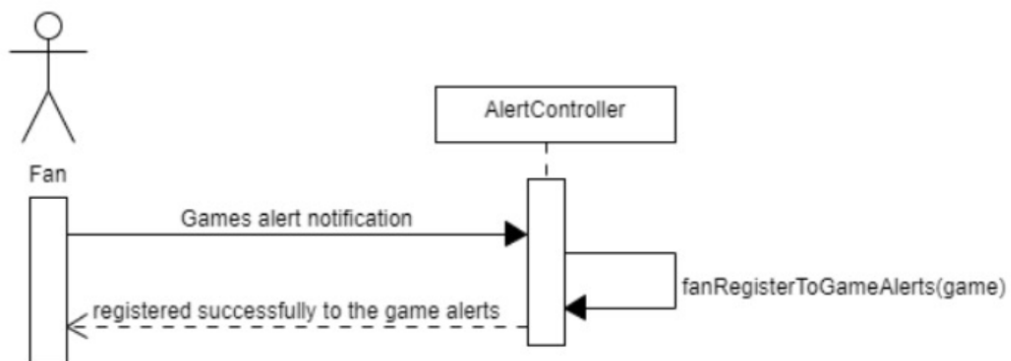 AlertController
Fan
Games alert notification
fanRegisterToGameAlerts(game)
registered successfully to the game alerts